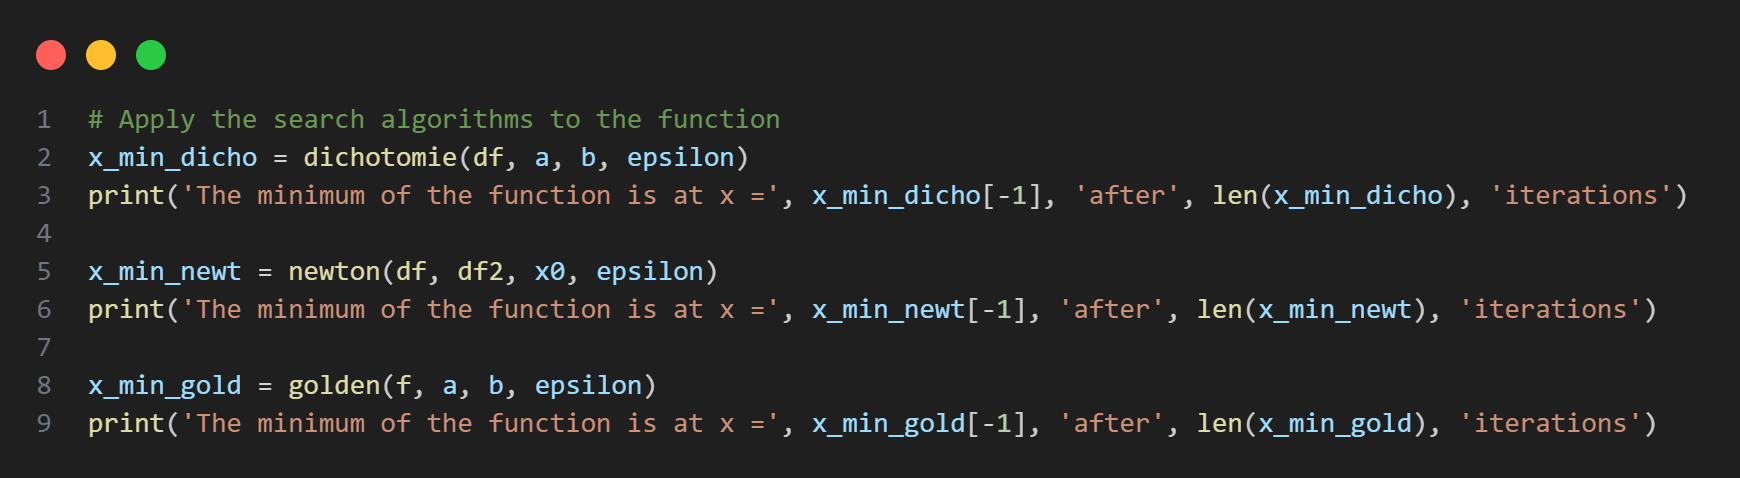 1 # Apply the search algorithms to the function
2 x_min_dicho = dichotomie(df, a, b, epsilon)
3 print('The minimum of the function is at x =', x_min_dicho[-1], 'after', len(x_min_dicho), 'iterations')
4
5 x_min_newt = newton(df, df2, x0, epsilon)
6 print('The minimum of the function is at x =', x_min_newt[-1], 'after', len(x_min_newt), 'iterations')
7
8 x_min_gold = golden(f, a, b, epsilon)
9 print('The minimum of the function is at x =', x_min_gold[-1], 'after', len(x_min_gold), 'iterations')